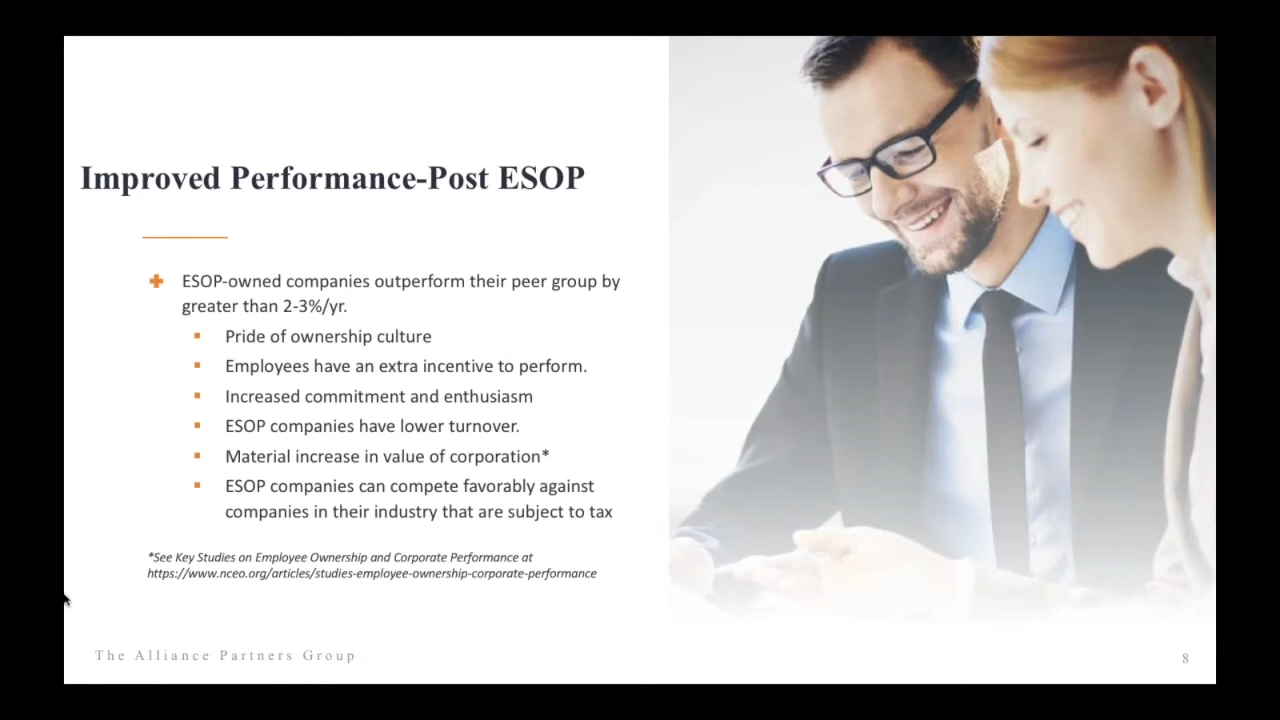 Improved Performance-Post ESOP
ESOP-owned companies outperform their peer group by
greater than 2-3%/yr.
Pride of ownership culture
Employees have an extra incentive to perform.
Increased commitment and enthusiasm
ESOP companies have lower turnover.
Material increase in value of corporation*
ESOP companies can compete favorably against
companies in their industry that are subject to tax
*See Key Studies on Employee Ownership and Corporate Performance at
https://www.nceo.org/articles/studies-employee-ownership-corporate-performance
The Alliance Partners Group
8